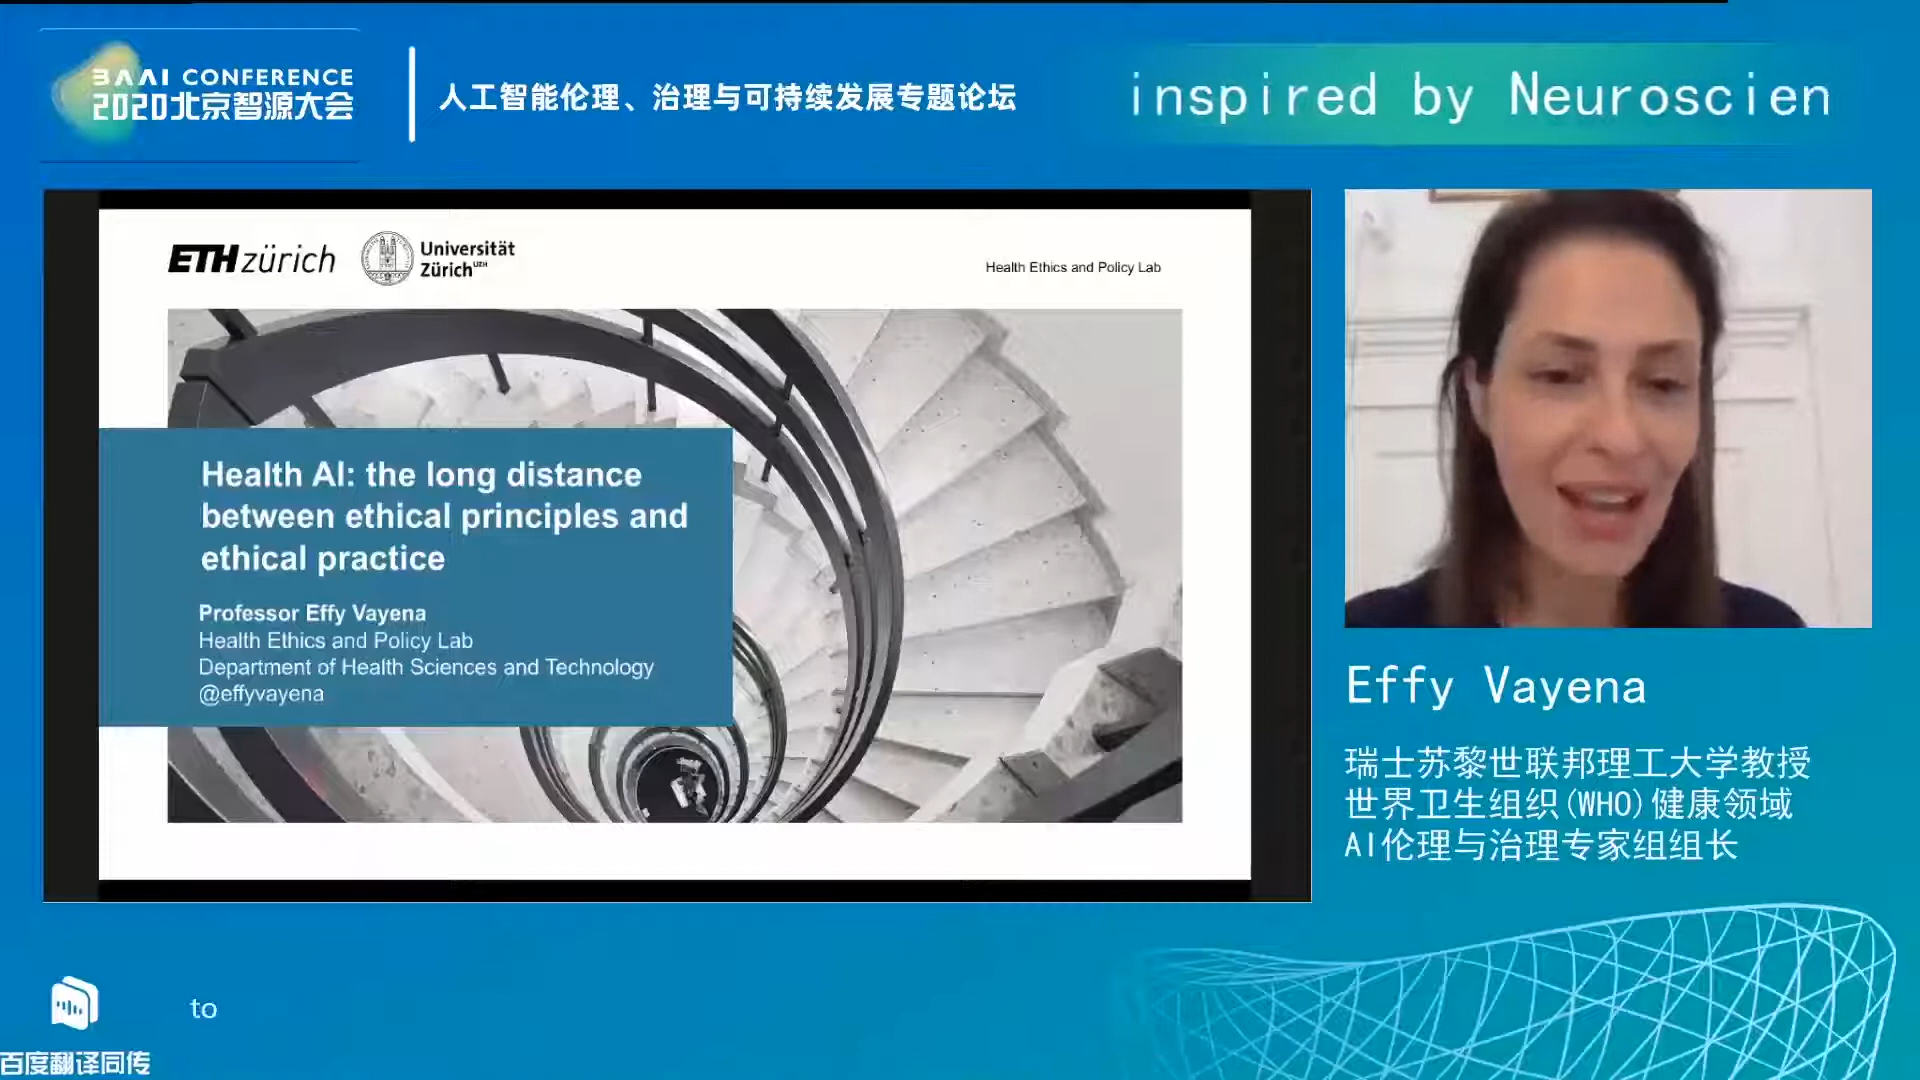 BAAI CONFERENCE
2020北京智源大会
人工智能伦理、治理与可持续发展专题论坛
inspired by Neuroscien
ETH zürich
Universität
Zürich UZH
Health Ethics and Policy Lab
Health AI: the long distance
between ethical principles and
ethical practice
Professor Effy Vayena
Health Ethics and Policy Lab
Department of Health Sciences and Technology
@effyvayena
Effy Vayena
瑞士苏黎世联邦理工大学教授
世界卫生组织(WHO)健康领域
AI伦理与治理专家组组长
to
百度翻译同传